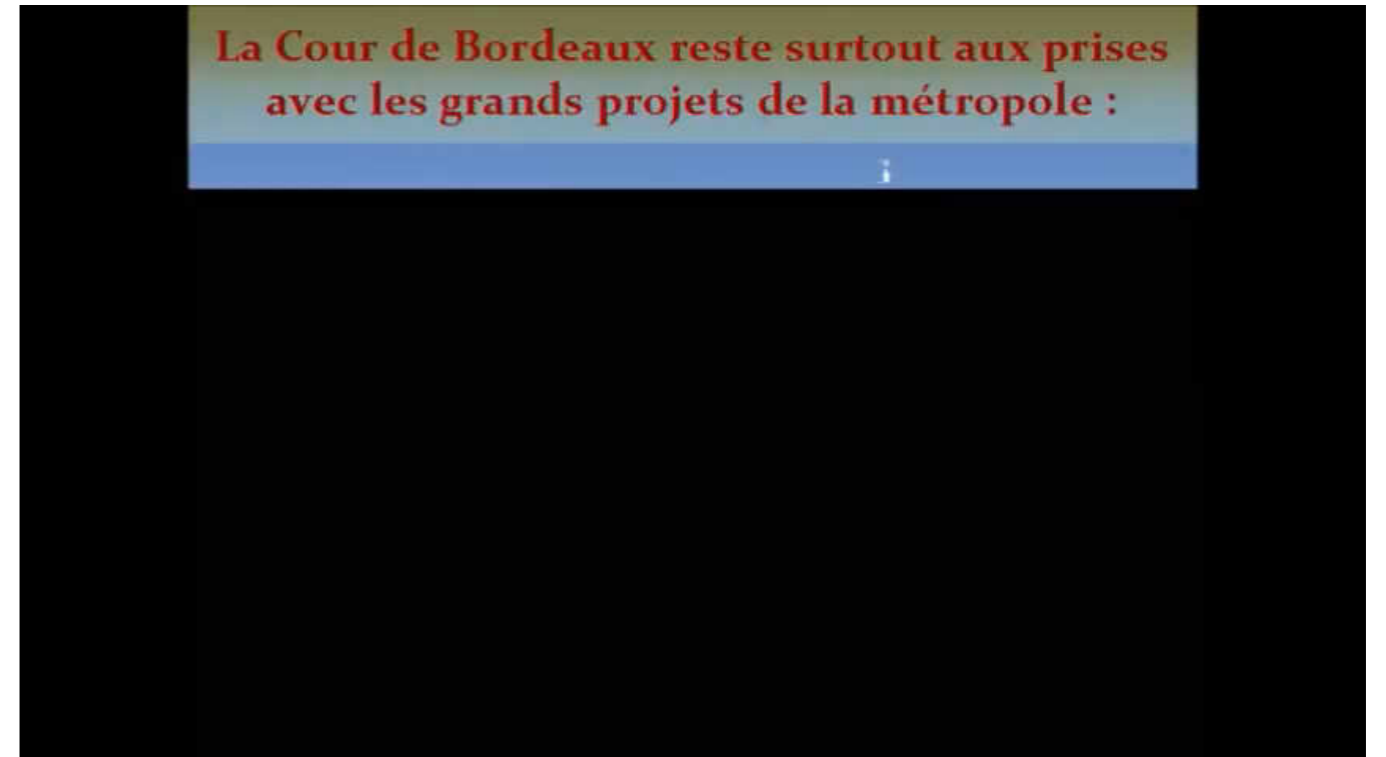 La Cour de Bordeaux reste surtout aux prises
avec les grands projets de la métropole :